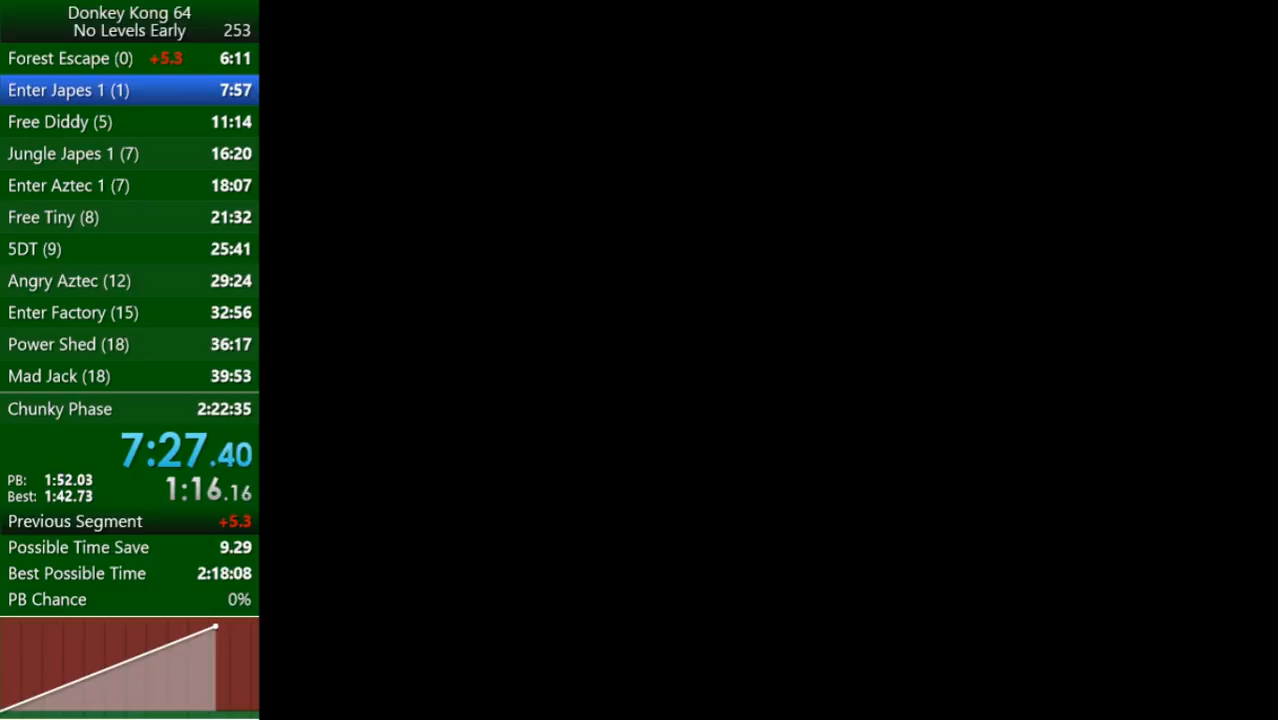 Donkey Kong 64
No Levels Early 253
Forest Escape (0) +5.3 6:11
Enter Japes 1 (1) 7:57
Free Diddy (5) 11:14
Jungle Japes 1 (7) 16:20
Enter Aztec 1 (7) 18:07
Free Tiny (8) 21:32
5DT (9) 25:41
Angry Aztec (12) 29:24
Enter Factory (15) 32:56
Power Shed (18) 36:17
Mad Jack (18) 39:53
Chunky Phase 2:22:35
7:27.40
PB: 1:52.03
Best: 1:42.73
1:16.16
Previous Segment +5.3
Possible Time Save 9.29
Best Possible Time 2:18:08
PB Chance 0%